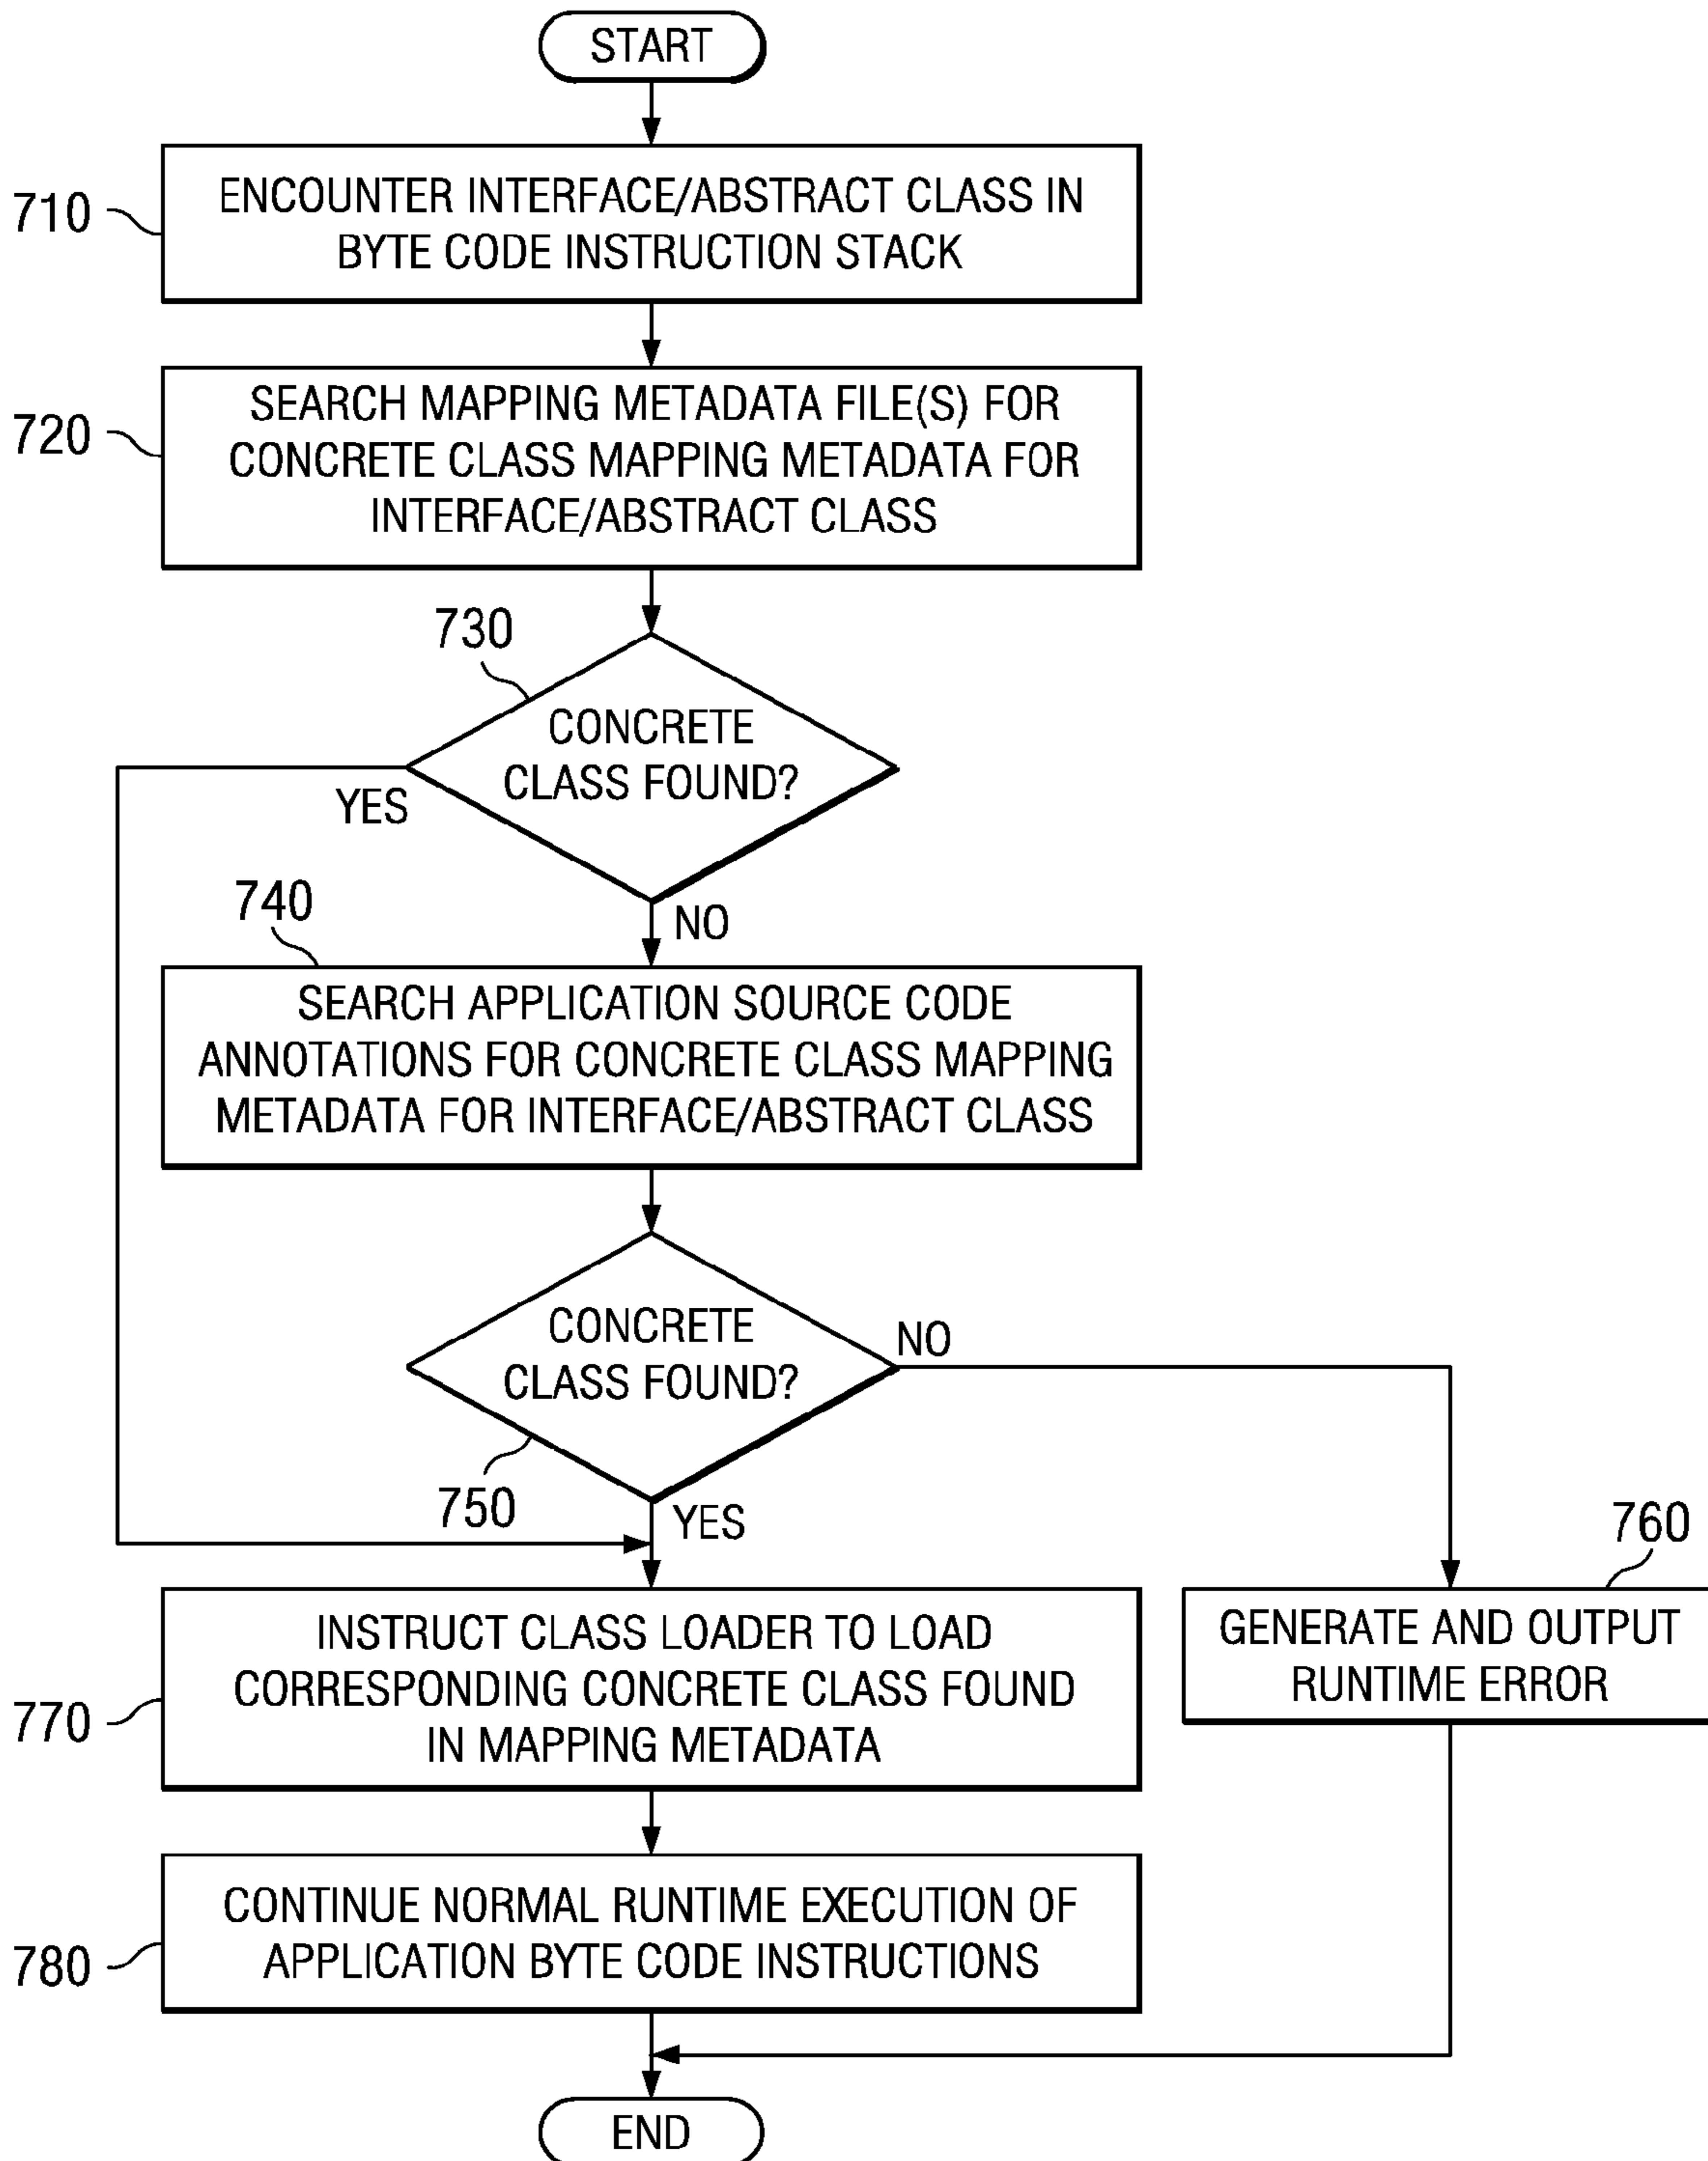 START
710
ENCOUNTER INTERFACE/ABSTRACT CLASS IN
BYTE CODE INSTRUCTION STACK
720
SEARCH MAPPING METADATA FILE(S) FOR
CONCRETE CLASS MAPPING METADATA FOR
INTERFACE/ABSTRACT CLASS
730
CONCRETE
CLASS FOUND?
YES
NO
740
SEARCH APPLICATION SOURCE CODE
ANNOTATIONS FOR CONCRETE CLASS MAPPING
METADATA FOR INTERFACE/ABSTRACT CLASS
CONCRETE
CLASS FOUND?
NO
750
YES
760
GENERATE AND OUTPUT
RUNTIME ERROR
770
INSTRUCT CLASS LOADER TO LOAD
CORRESPONDING CONCRETE CLASS FOUND
IN MAPPING METADATA
780
CONTINUE NORMAL RUNTIME EXECUTION OF
APPLICATION BYTE CODE INSTRUCTIONS
END